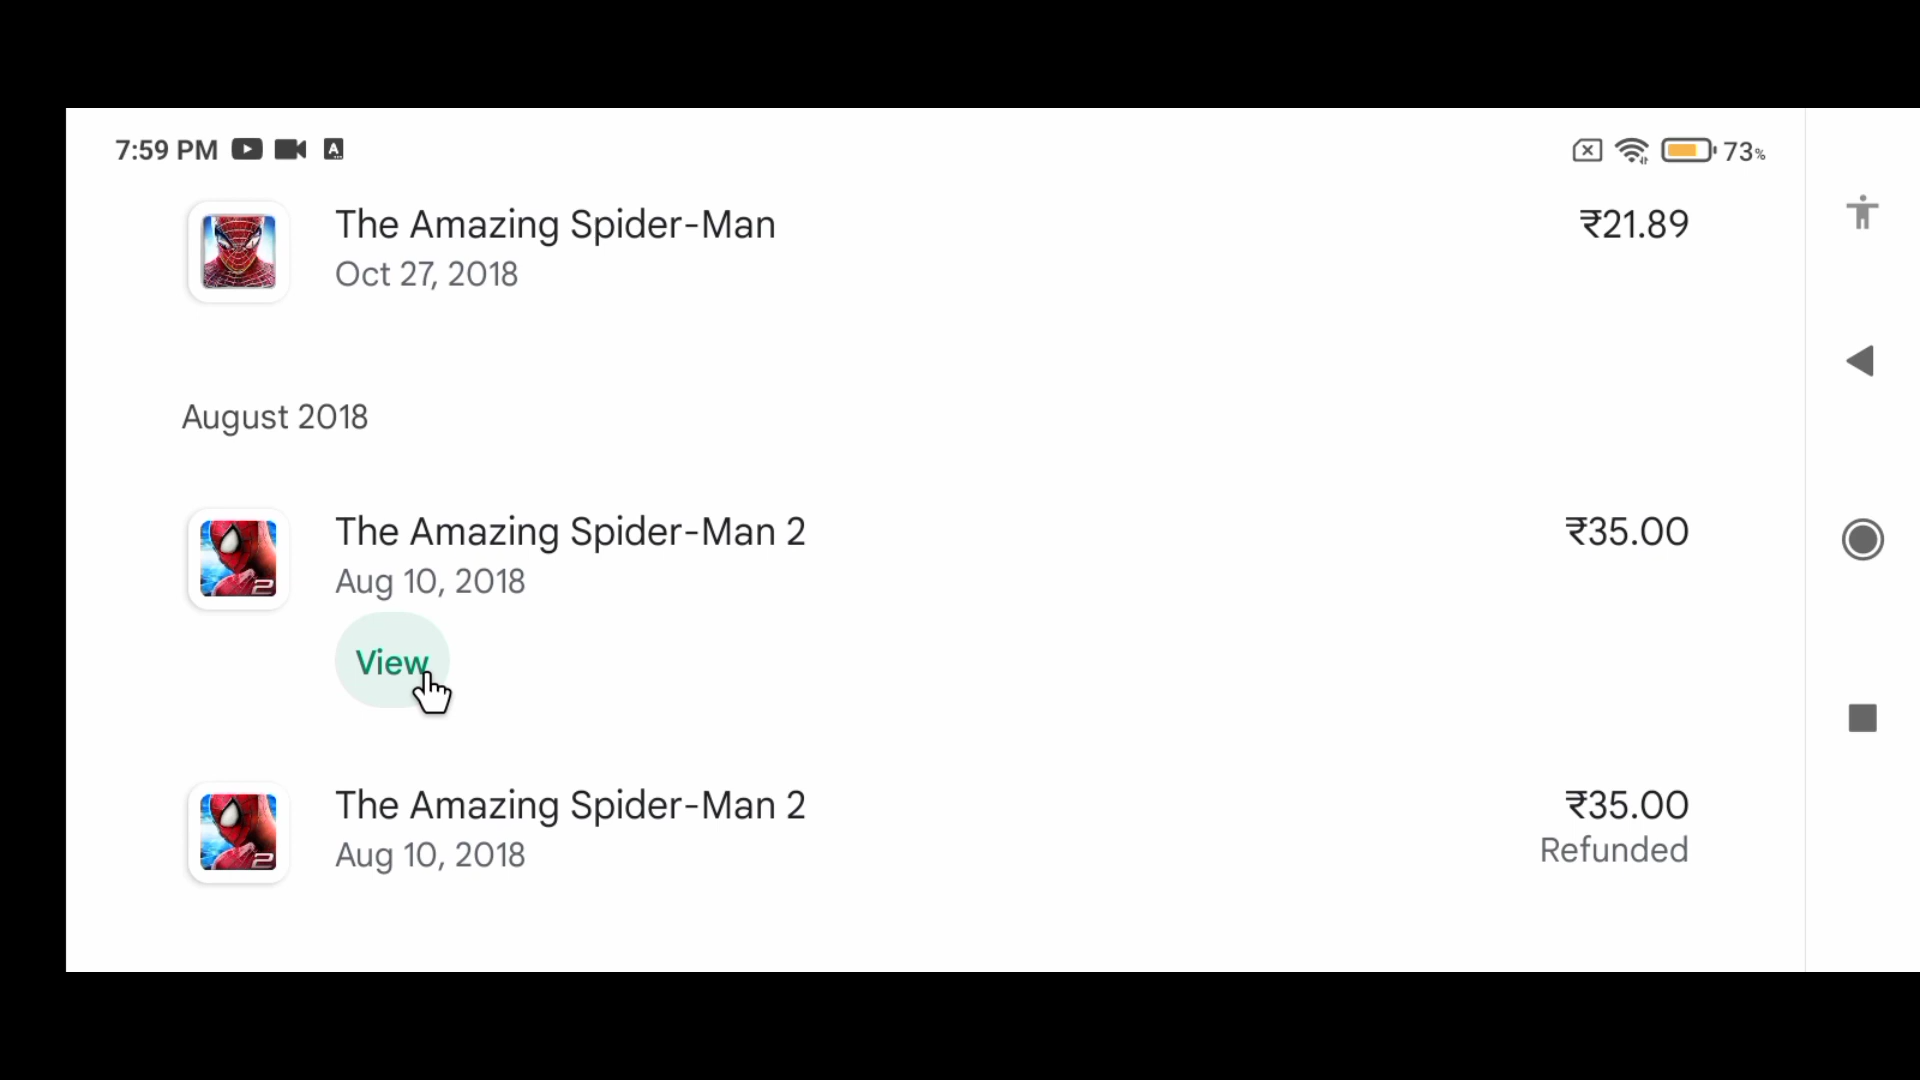 7:59 PM
73%
The Amazing Spider-Man
₹21.89
Oct 27, 2018
August 2018
The Amazing Spider-Man 2
₹35.00
Aug 10, 2018
View
The Amazing Spider-Man 2
₹35.00
Aug 10, 2018
Refunded